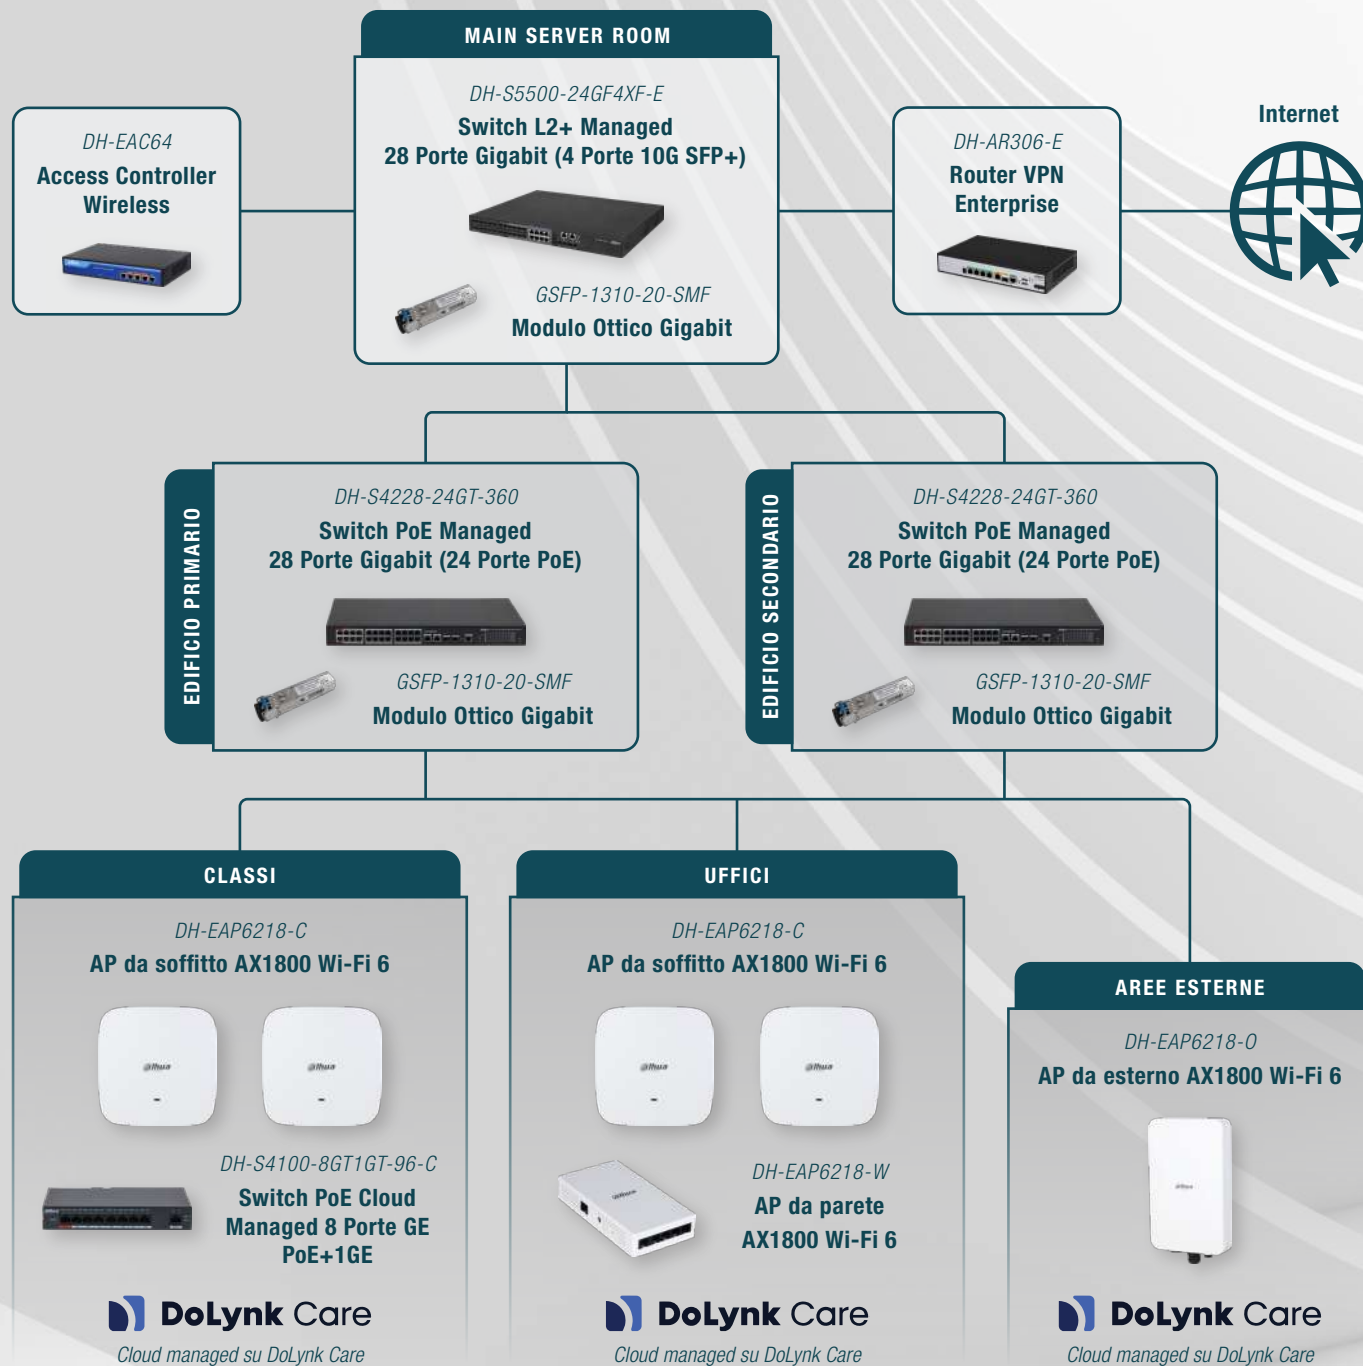 MAIN SERVER ROOM
DH-S5500-24GF4XF-E
Switch L2+ Managed
28 Porte Gigabit (4 Porte 10G SFP+)
GSFP-1310-20-SMF
Modulo Ottico Gigabit
DH-EAC64
Access Controller
Wireless
DH-AR306-E
Router VPN
Enterprise
Internet
EDIFICIO PRIMARIO
DH-S4228-24GT-360
Switch PoE Managed
28 Porte Gigabit (24 Porte PoE)
GSFP-1310-20-SMF
Modulo Ottico Gigabit
EDIFICIO SECONDARIO
DH-S4228-24GT-360
Switch PoE Managed
28 Porte Gigabit (24 Porte PoE)
GSFP-1310-20-SMF
Modulo Ottico Gigabit
CLASSI
DH-EAP6218-C
AP da soffitto AX1800 Wi-Fi 6
alhua
alhua
DH-S4100-8GT1GT-96-C
Switch PoE Cloud
Managed 8 Porte GE
PoE+1GE
DoLynk Care
Cloud managed su DoLynk Care
UFFICI
DH-EAP6218-C
AP da soffitto AX1800 Wi-Fi 6
alhua
alhua
DH-EAP6218-W
AP da parete
AX1800 Wi-Fi 6
DoLynk Care
Cloud managed su DoLynk Care
AREE ESTERNE
DH-EAP6218-O
AP da esterno AX1800 Wi-Fi 6
DoLynk Care
Cloud managed su DoLynk Care